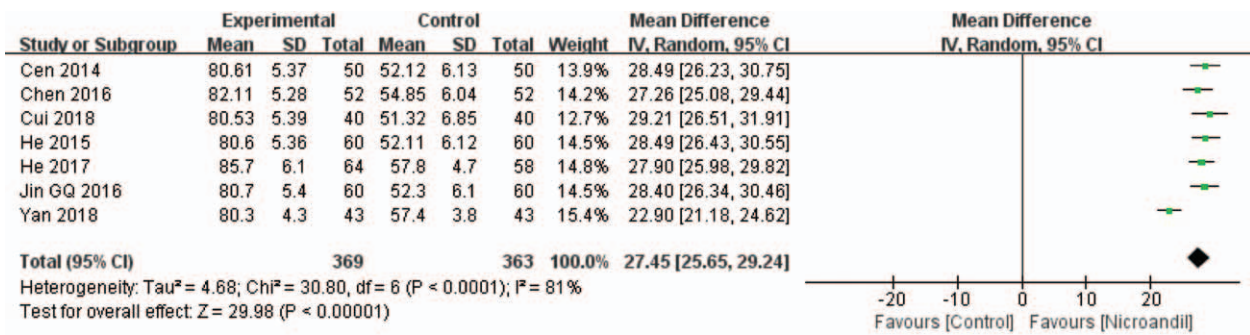 Experimental Control Mean Difference Mean Difference
Study or Subgroup Mean SD Total Mean SD Total Weight IV, Random, 95% CI IV, Random, 95% CI
Cen 2014 80.61 5.37 50 52.12 6.13 50 13.9% 28.49 [26.23, 30.75]
Chen 2016 82.11 5.28 52 54.85 6.04 52 14.2% 27.26 [25.08, 29.44]
Cui 2018 80.53 5.39 40 51.32 6.85 40 12.7% 29.21 [26.51, 31.91]
He 2015 80.6 5.36 60 52.11 6.12 60 14.5% 28.49 [26.43, 30.55]
He 2017 85.7 6.1 64 57.8 4.7 58 14.8% 27.90 [25.98, 29.82]
Jin GQ 2016 80.7 5.4 60 52.3 6.1 60 14.5% 28.40 [26.34, 30.46]
Yan 2018 80.3 4.3 43 57.4 3.8 43 15.4% 22.90 [21.18, 24.62]
Total (95% CI) 369 363 100.0% 27.45 [25.65, 29.24]
Heterogeneity: Tau² = 4.68; Chi² = 30.80, df = 6 (P < 0.0001); I² = 81%
Test for overall effect: Z = 29.98 (P < 0.00001)
-20 -10 0 10 20
Favours [Control] Favours [Nicroandil]